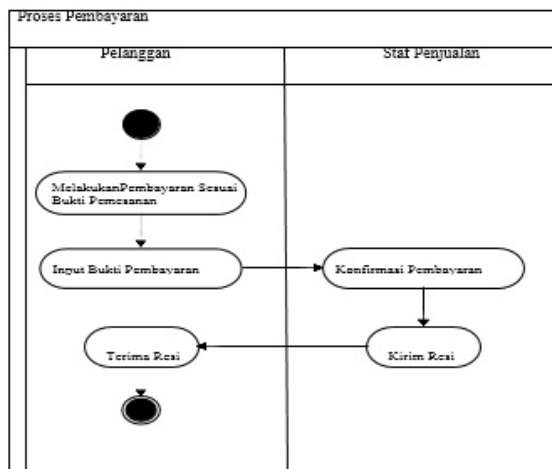 Proses Pembayaran
Pelanggan
Staf Penjualan
MelakukanPembayaran Sesuai
Bukti Pemesanan
Input Bukti Pembayaran
Konfirmasi Pembayaran
Terima Resi
Kirim Resi